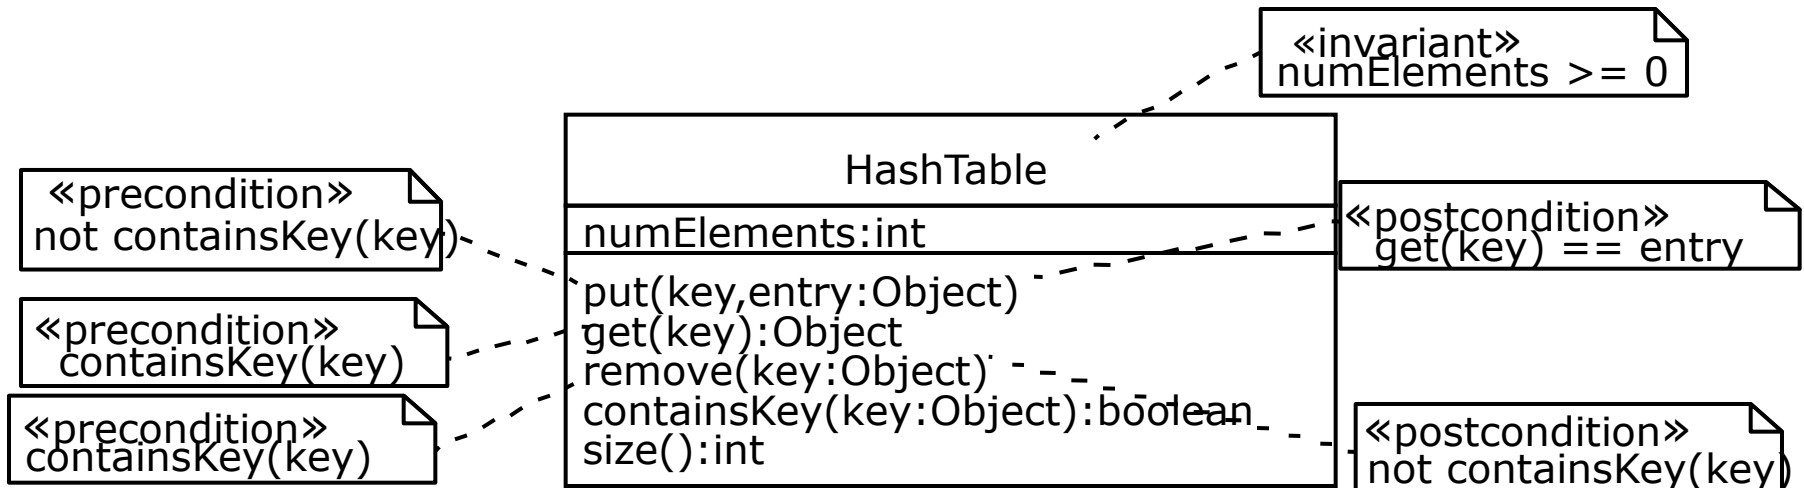 «invariant»
numElements >= 0
HashTable
«precondition»
not containsKey(key)
numElements:int
«postcondition»
get(key) == entry
put(key,entry:Object)
get(key):Object
remove(key:Object)
containsKey(key:Object):boolean
size():int
«precondition»
containsKey(key)
«precondition»
containsKey(key)
«postcondition»
not containsKey(key)